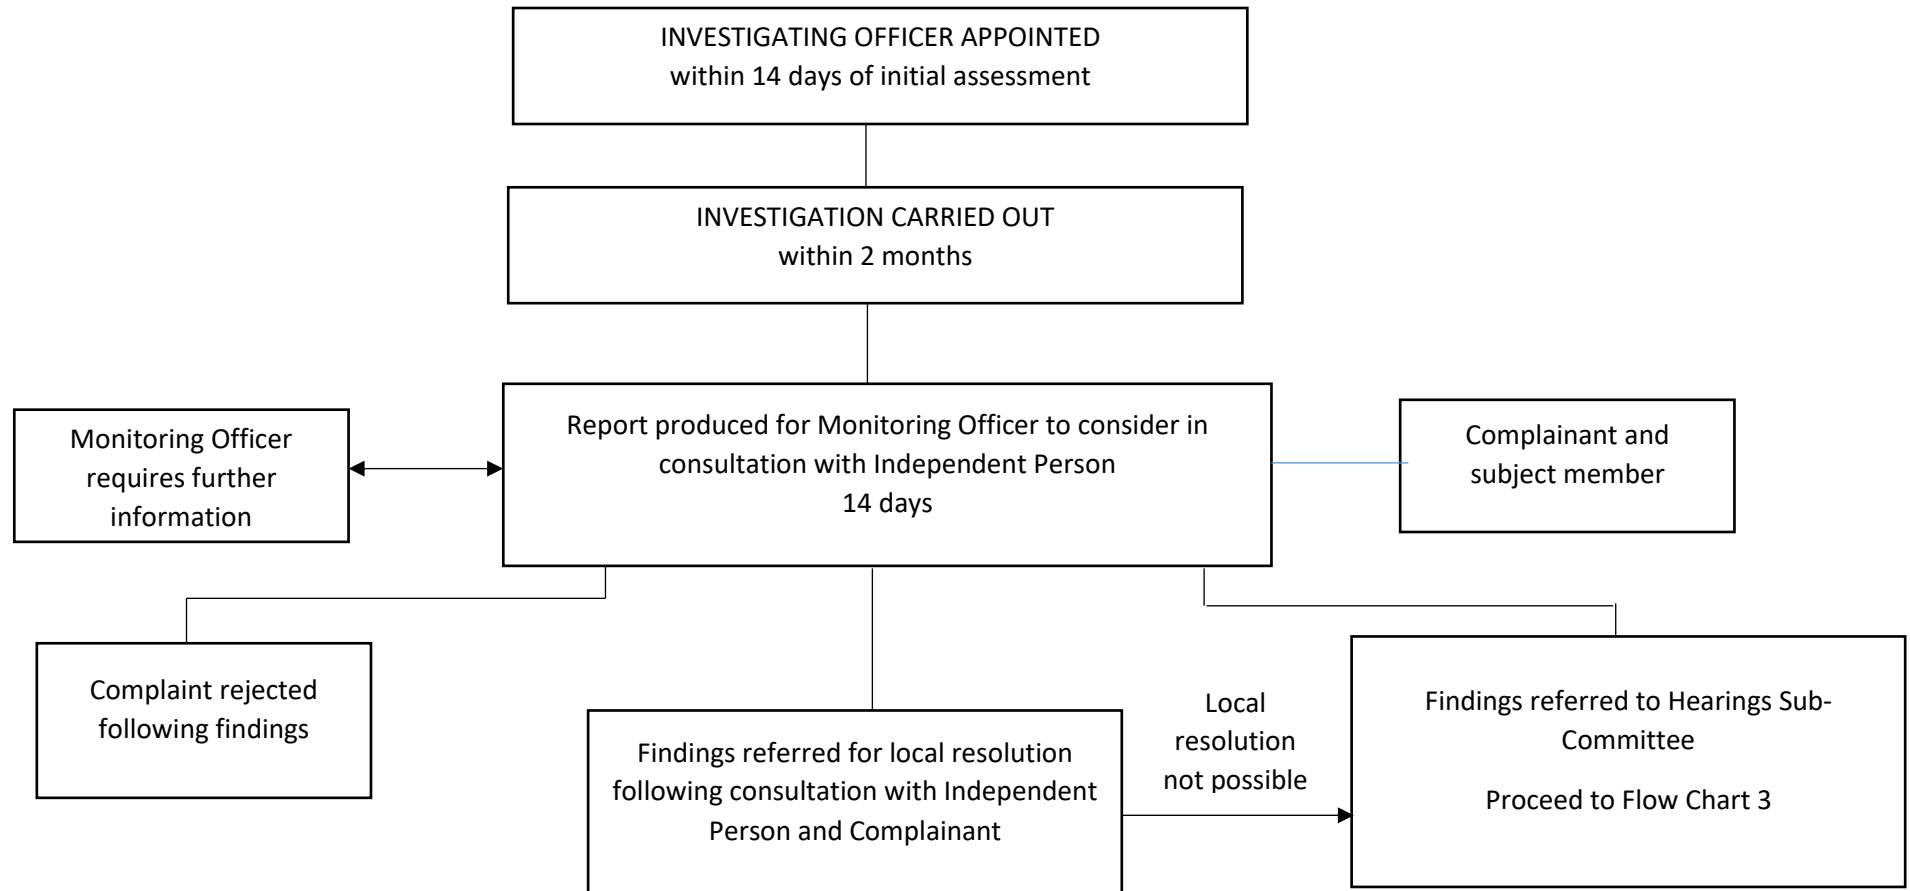 INVESTIGATING OFFICER APPOINTED
within 14 days of initial assessment
INVESTIGATION CARRIED OUT
within 2 months
Monitoring Officer
requires further
information
Report produced for Monitoring Officer to consider in
consultation with Independent Person
14 days
Complainant and
subject member
Complaint rejected
following findings
Findings referred for local resolution
following consultation with Independent
Person and Complainant
Local
resolution
not possible
Findings referred to Hearings Sub-
Committee
Proceed to Flow Chart 3